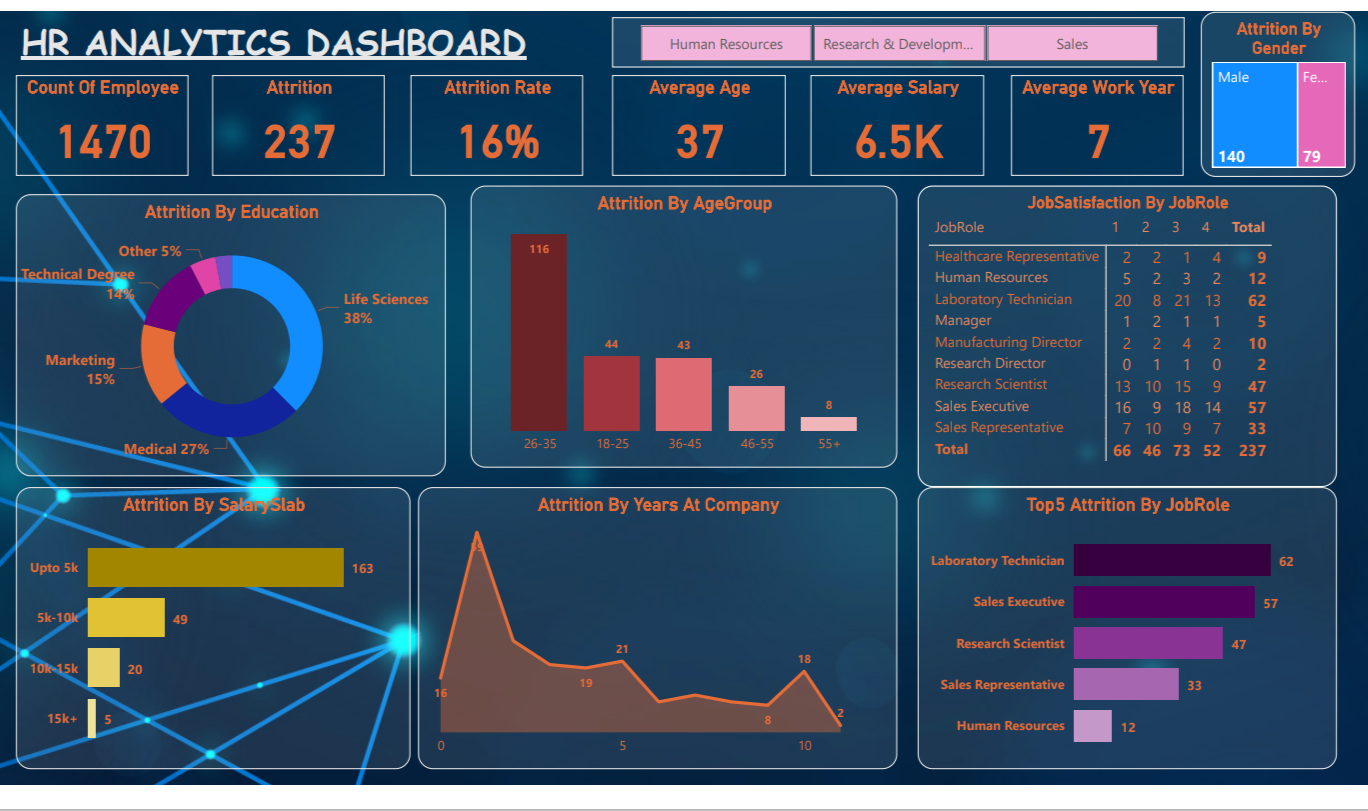 HR ANALYTICS DASHBOARD
Human Resources
Research & Developm...
Sales
Attrition By
Gender
Male
Fe...
140
79
Count Of Employee
1470
Attrition
237
Attrition Rate
16%
Average Age
37
Average Salary
6.5K
Average Work Year
7
Attrition By Education
Other 5%
Technical Degree
14%
Life Sciences
38%
Marketing
15%
Medical 27%
Attrition By AgeGroup
116
44
43
26
8
26-35
18-25
36-45
46-55
55+
JobSatisfaction By JobRole
JobRole 1 2 3 4 Total
Healthcare Representative 2 2 1 4 9
Human Resources 5 2 3 2 12
Laboratory Technician 20 8 21 13 62
Manager 1 2 1 1 5
Manufacturing Director 2 2 4 2 10
Research Director 0 1 1 0 2
Research Scientist 13 10 15 9 47
Sales Executive 16 9 18 14 57
Sales Representative 7 10 9 7 33
Total 66 46 73 52 237
Attrition By SalarySlab
Upto 5k 163
5k-10k 49
10k-15k 20
15k+ 5
Attrition By Years At Company
16
59
19
21
8
18
2
0 5 10
Top5 Attrition By JobRole
Laboratory Technician 62
Sales Executive 57
Research Scientist 47
Sales Representative 33
Human Resources 12